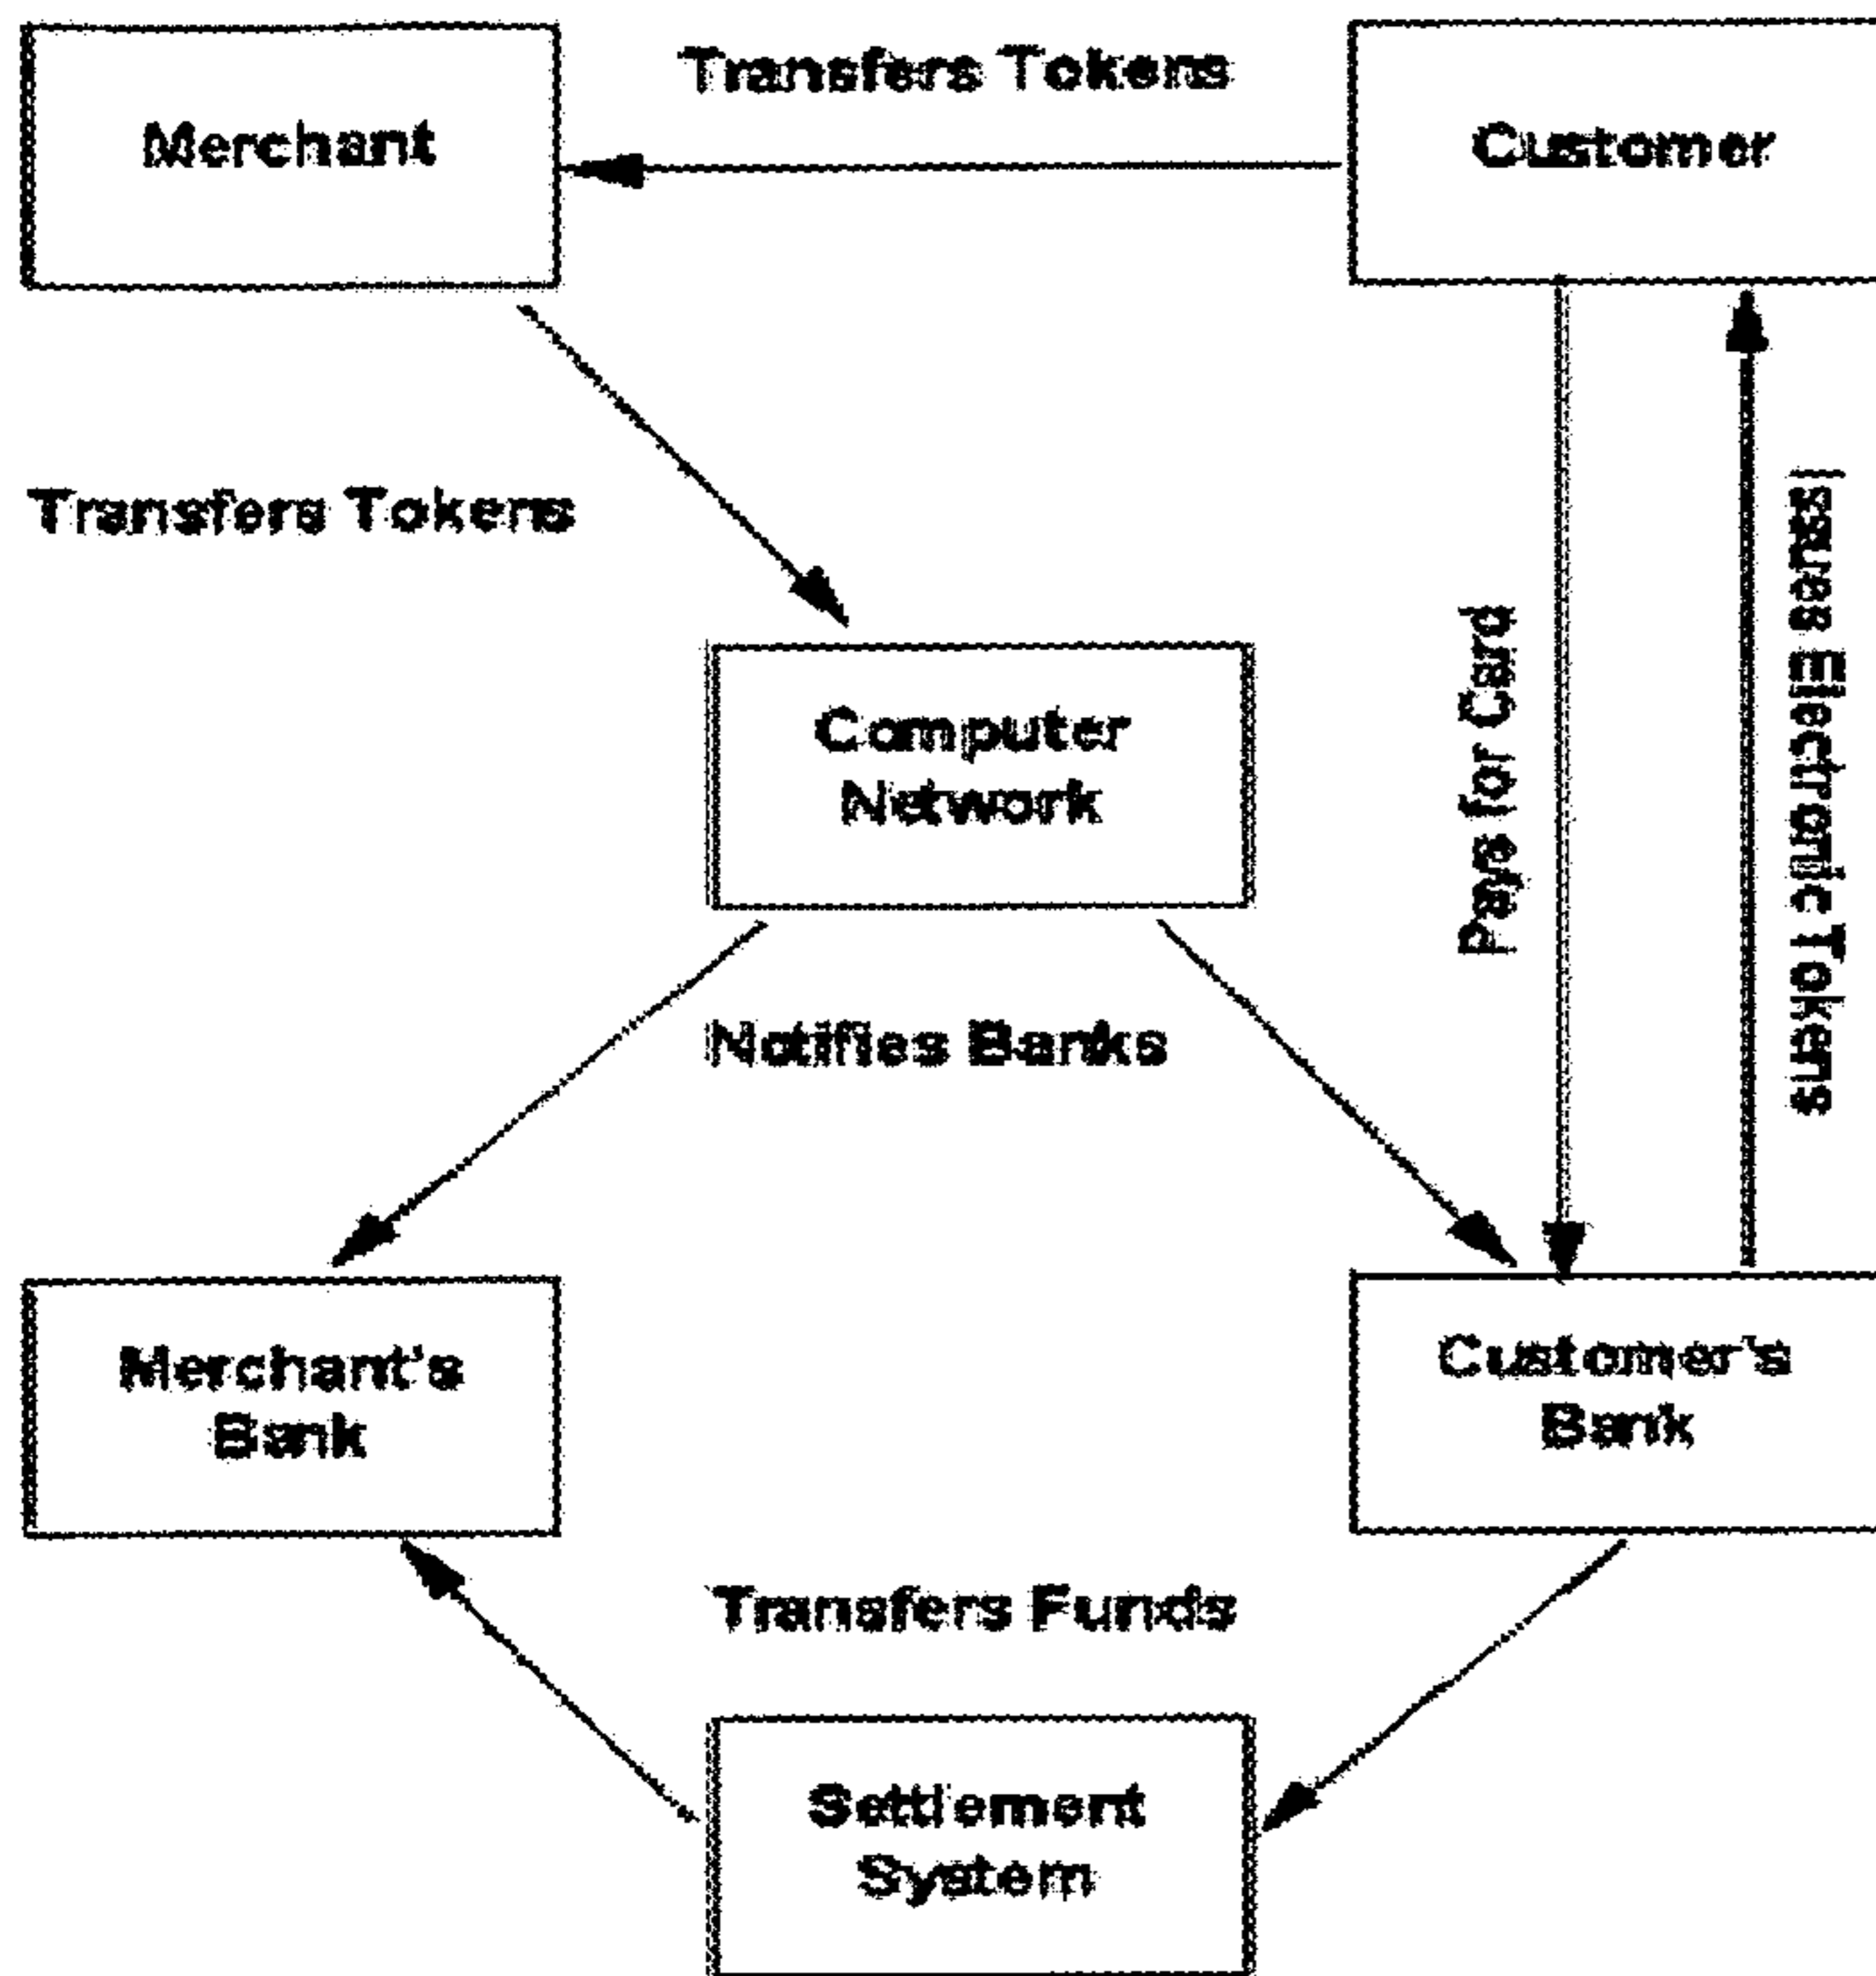 Transfers Tokens
Merchant
Customer
Transfers Tokens
Issues Electronic Tokens
Pays for Card
Computer
Network
Notifies Banks
Merchant's
Bank
Customer's
Bank
Transfers Funds
Settlement
System